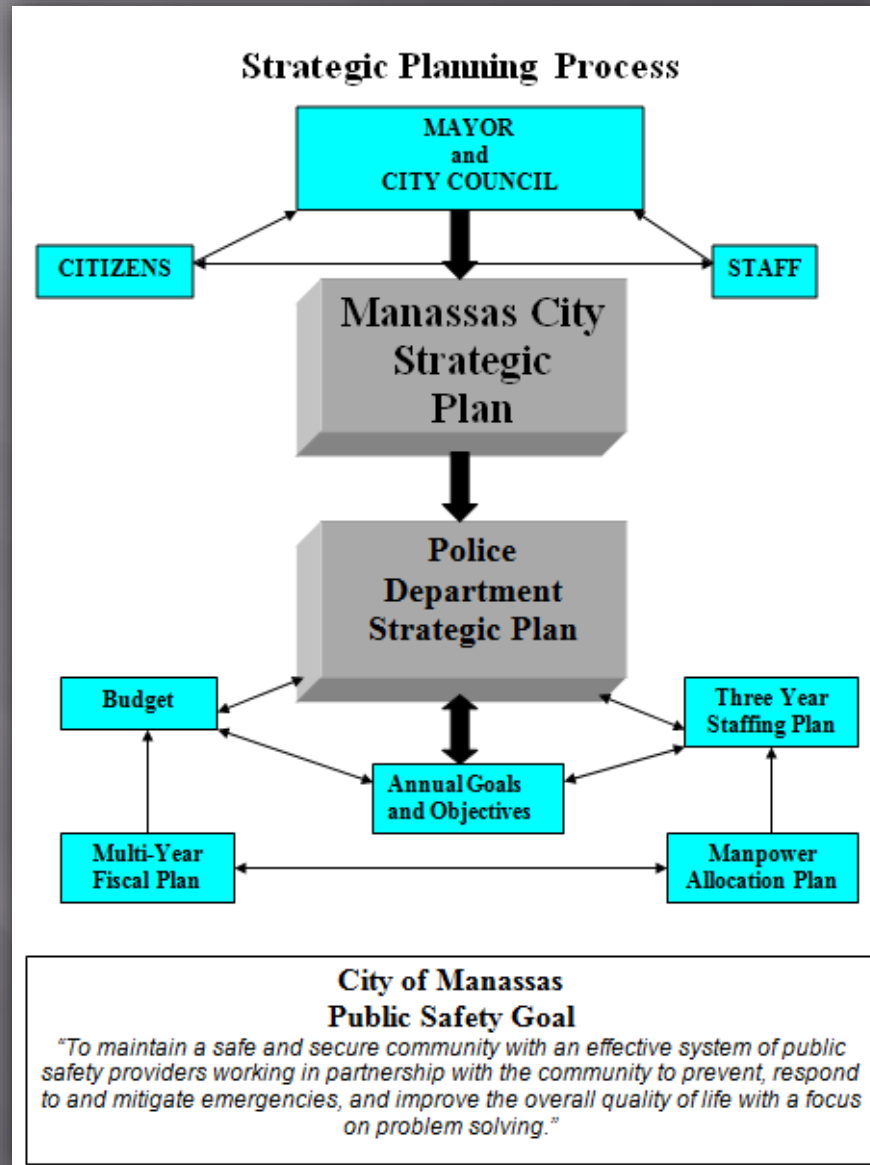 Strategic Planning Process
MAYOR
and
CITY COUNCIL
CITIZENS
STAFF
Manassas City
Strategic
Plan
Police
Department
Strategic Plan
Budget
Three Year
Staffing Plan
Annual Goals
and Objectives
Multi-Year
Fiscal Plan
Manpower
Allocation Plan
City of Manassas
Public Safety Goal
“To maintain a safe and secure community with an effective system of public
safety providers working in partnership with the community to prevent, respond
to and mitigate emergencies, and improve the overall quality of life with a focus
on problem solving.”